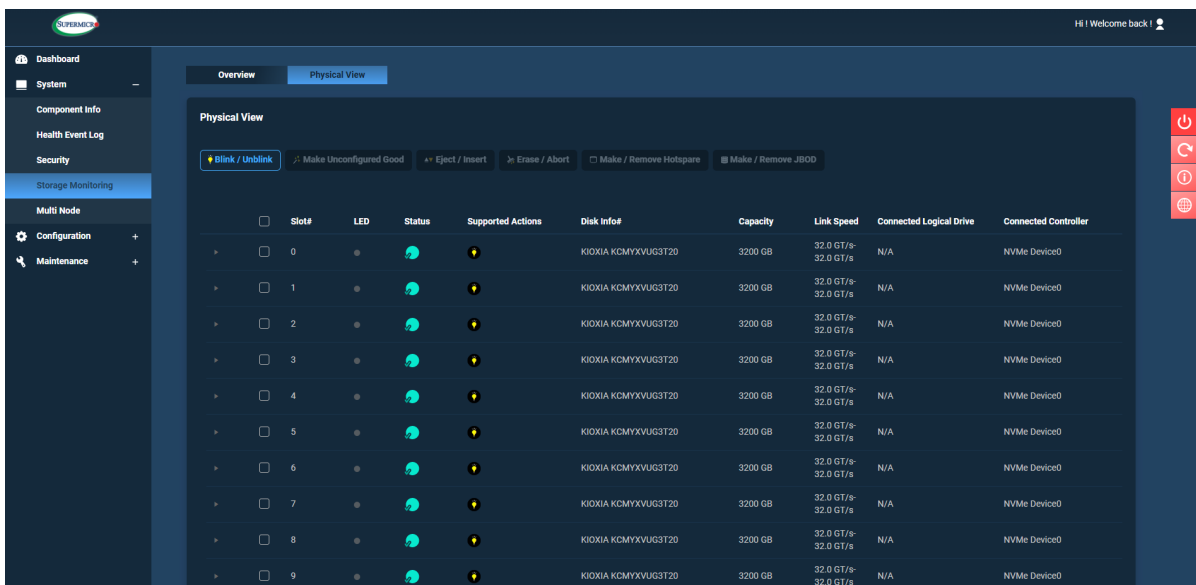 SUPERMICR
Hi ! Welcome back !
Dashboard
System −
Component Info
Health Event Log
Security
Storage Monitoring
Multi Node
Configuration +
Maintenance +
Overview Physical View
Physical View
Blink / Unblink Make Unconfigured Good Eject / Insert Erase / Abort Make / Remove Hotspare Make / Remove JBOD
Slot# LED Status Supported Actions Disk Info# Capacity Link Speed Connected Logical Drive Connected Controller
0 KIOXIA KCMYXVUG3T20 3200 GB 32.0 GT/s- N/A NVMe Device0
32.0 GT/s
1 KIOXIA KCMYXVUG3T20 3200 GB 32.0 GT/s- N/A NVMe Device0
32.0 GT/s
2 KIOXIA KCMYXVUG3T20 3200 GB 32.0 GT/s- N/A NVMe Device0
32.0 GT/s
3 KIOXIA KCMYXVUG3T20 3200 GB 32.0 GT/s- N/A NVMe Device0
32.0 GT/s
4 KIOXIA KCMYXVUG3T20 3200 GB 32.0 GT/s- N/A NVMe Device0
32.0 GT/s
5 KIOXIA KCMYXVUG3T20 3200 GB 32.0 GT/s- N/A NVMe Device0
32.0 GT/s
6 KIOXIA KCMYXVUG3T20 3200 GB 32.0 GT/s- N/A NVMe Device0
32.0 GT/s
7 KIOXIA KCMYXVUG3T20 3200 GB 32.0 GT/s- N/A NVMe Device0
32.0 GT/s
8 KIOXIA KCMYXVUG3T20 3200 GB 32.0 GT/s- N/A NVMe Device0
32.0 GT/s
9 KIOXIA KCMYXVUG3T20 3200 GB 32.0 GT/s- N/A NVMe Device0
32.0 GT/s